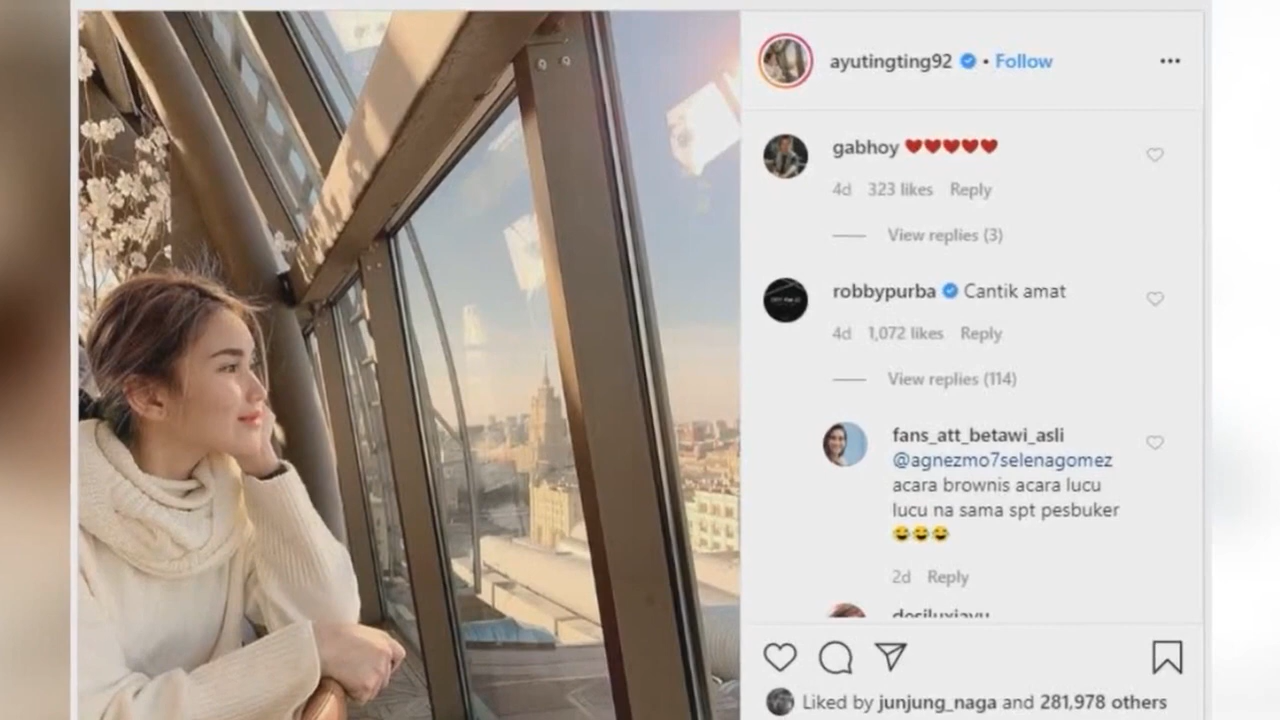 ayutingting92 • Follow
gabhoy ❤️❤️❤️❤️❤️
4d 323 likes Reply
View replies (3)
robbypurba Cantik amat
4d 1,072 likes Reply
View replies (114)
fans_att_betawi_asli
@agnezmo7selenagomez
acara brownis acara lucu
lucu na sama spt pesbuker
😂😂😂
2d Reply
Liked by junjung_naga and 281,978 others